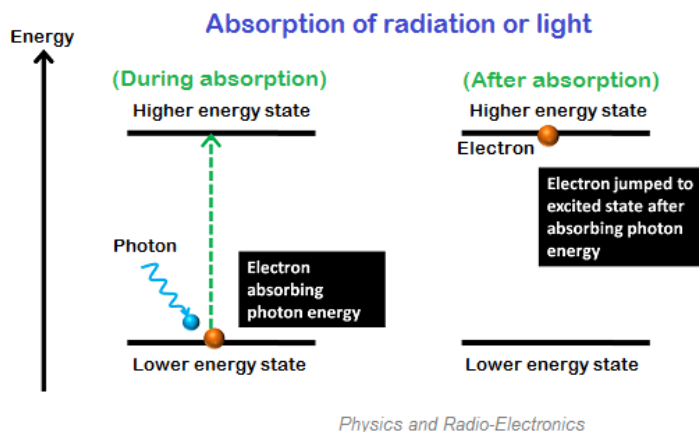 Energy
Absorption of radiation or light
(During absorption)
Higher energy state
Photon
Electron
absorbing
photon energy
Lower energy state
(After absorption)
Higher energy state
Electron
Electron jumped to
excited state after
absorbing photon
energy
Lower energy state
Physics and Radio-Electronics